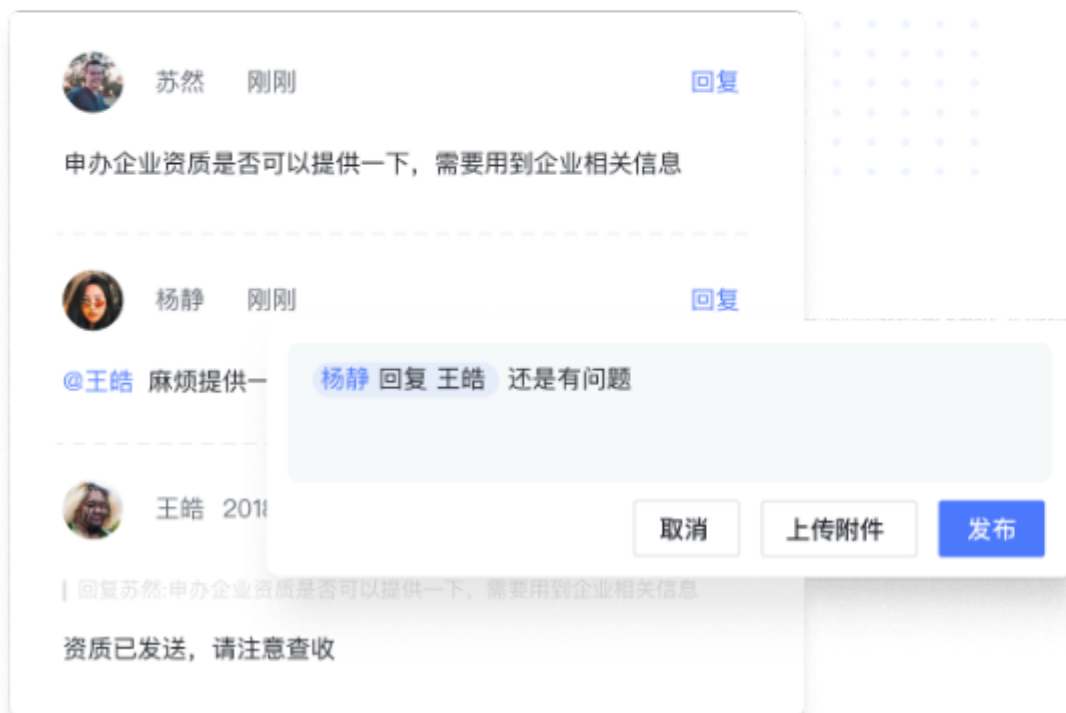 苏然 刚刚 回复
申办企业资质是否可以提供一下，需要用到企业相关信息
杨静 刚刚 回复
@王皓 麻烦提供一
杨静 回复 王皓 还是有问题
王皓 2018
取消 上传附件 发布
回复苏然:申办企业资质是否可以提供一下，需要用到企业相关信息
资质已发送，请注意查收